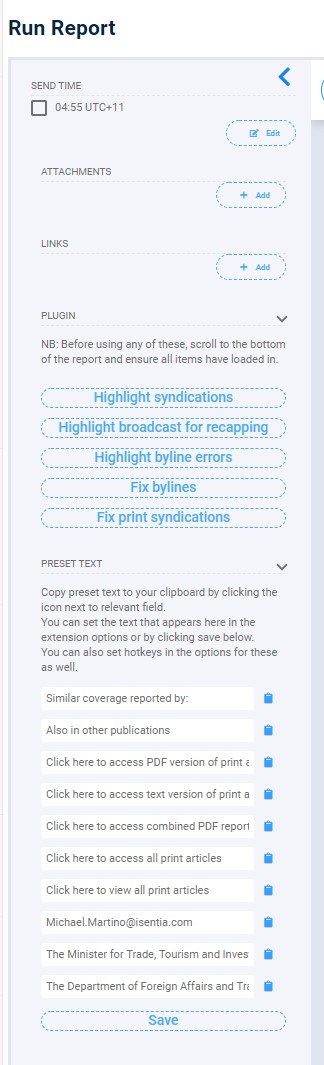 Run Report
SEND TIME
04:55 UTC+11
Edit
ATTACHMENTS
+ Add
LINKS
+ Add
PLUGIN
NB: Before using any of these, scroll to the bottom
of the report and ensure all items have loaded in.
Highlight syndications
Highlight broadcast for recapping
Highlight byline errors
Fix bylines
Fix print syndications
PRESET TEXT
Copy preset text to your clipboard by clicking the
icon next to relevant field.
You can set the text that appears here in the
extension options or by clicking save below.
You can also set hotkeys in the options for these
as well.
Similar coverage reported by:
Also in other publications
Click here to access PDF version of print a
Click here to access text version of print a
Click here to access combined PDF report
Click here to access all print articles
Click here to view all print articles
Michael.Martino@isentia.com
The Minister for Trade, Tourism and Inves
The Department of Foreign Affairs and Tra
Save